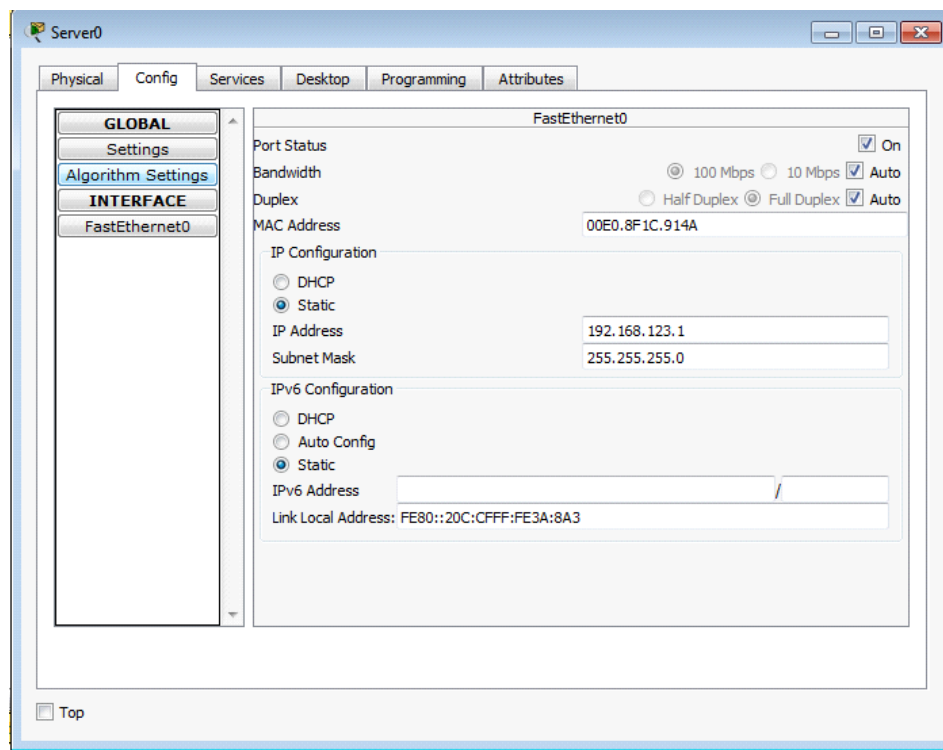 Server0
Physical Config Services Desktop Programming Attributes
GLOBAL
Settings
Algorithm Settings
INTERFACE
FastEthernet0
FastEthernet0
Port Status On
Bandwidth 100 Mbps 10 Mbps Auto
Duplex Half Duplex Full Duplex Auto
MAC Address 00E0.8F1C.914A
IP Configuration
DHCP
Static
IP Address 192.168.123.1
Subnet Mask 255.255.255.0
IPv6 Configuration
DHCP
Auto Config
Static
IPv6 Address /
Link Local Address: FE80::20C:CFFF:FE3A:8A3
Top